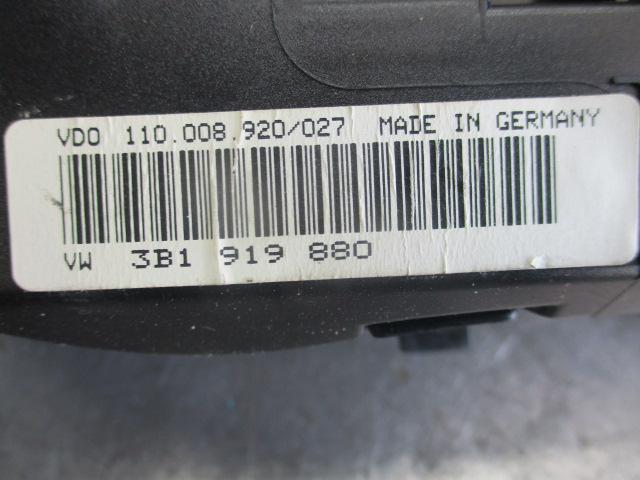 VDO 110.008.920/027 MADE IN GERMANY
VW 3B1 919 880